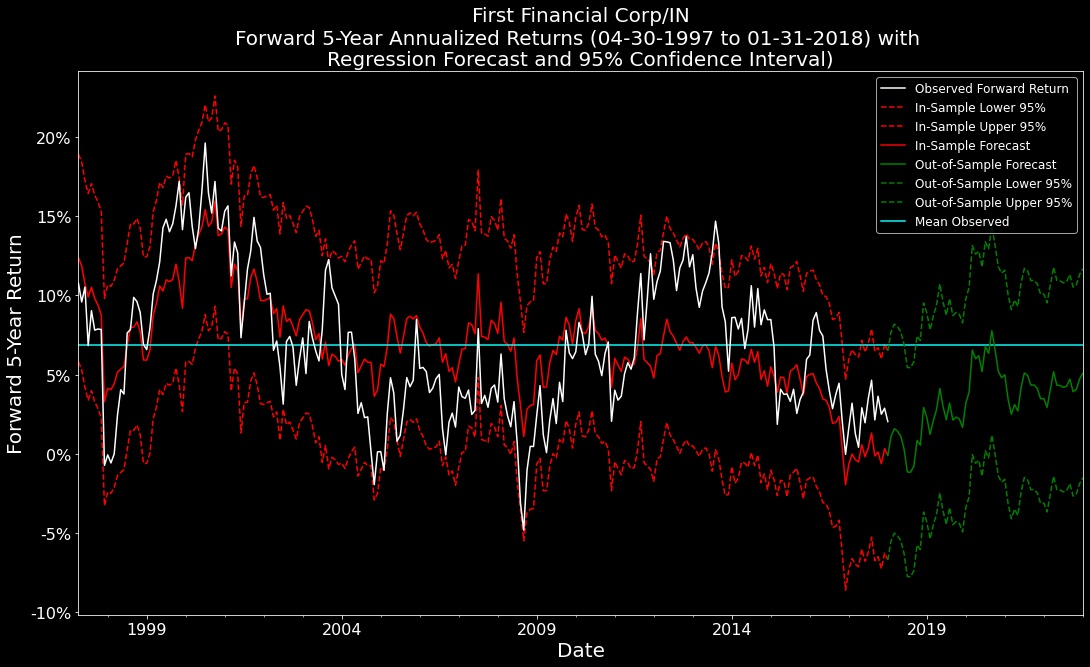 First Financial Corp/IN
Forward 5-Year Annualized Returns (04-30-1997 to 01-31-2018) with
Regression Forecast and 95% Confidence Interval)
Observed Forward Return
In-Sample Lower 95%
In-Sample Upper 95%
In-Sample Forecast
Out-of-Sample Forecast
Out-of-Sample Lower 95%
Out-of-Sample Upper 95%
Mean Observed
Forward 5-Year Return
20%
15%
10%
5%
0%
-5%
-10%
1999 2004 2009 2014 2019
Date